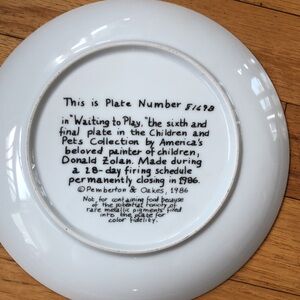 This is Plate Number 8169B
in "Waiting to Play," the sixth and
final plate in the Children and
Pets Collection by America's
beloved painter of children,
Donald Zolan. Made during
a 28-day firing schedule
permanently closing in 1986.
© Pemberton & Oakes, 1986
Not for containing food because
of the potential toxicity of
rare metallic pigments fired
into the plate for
color fidelity.